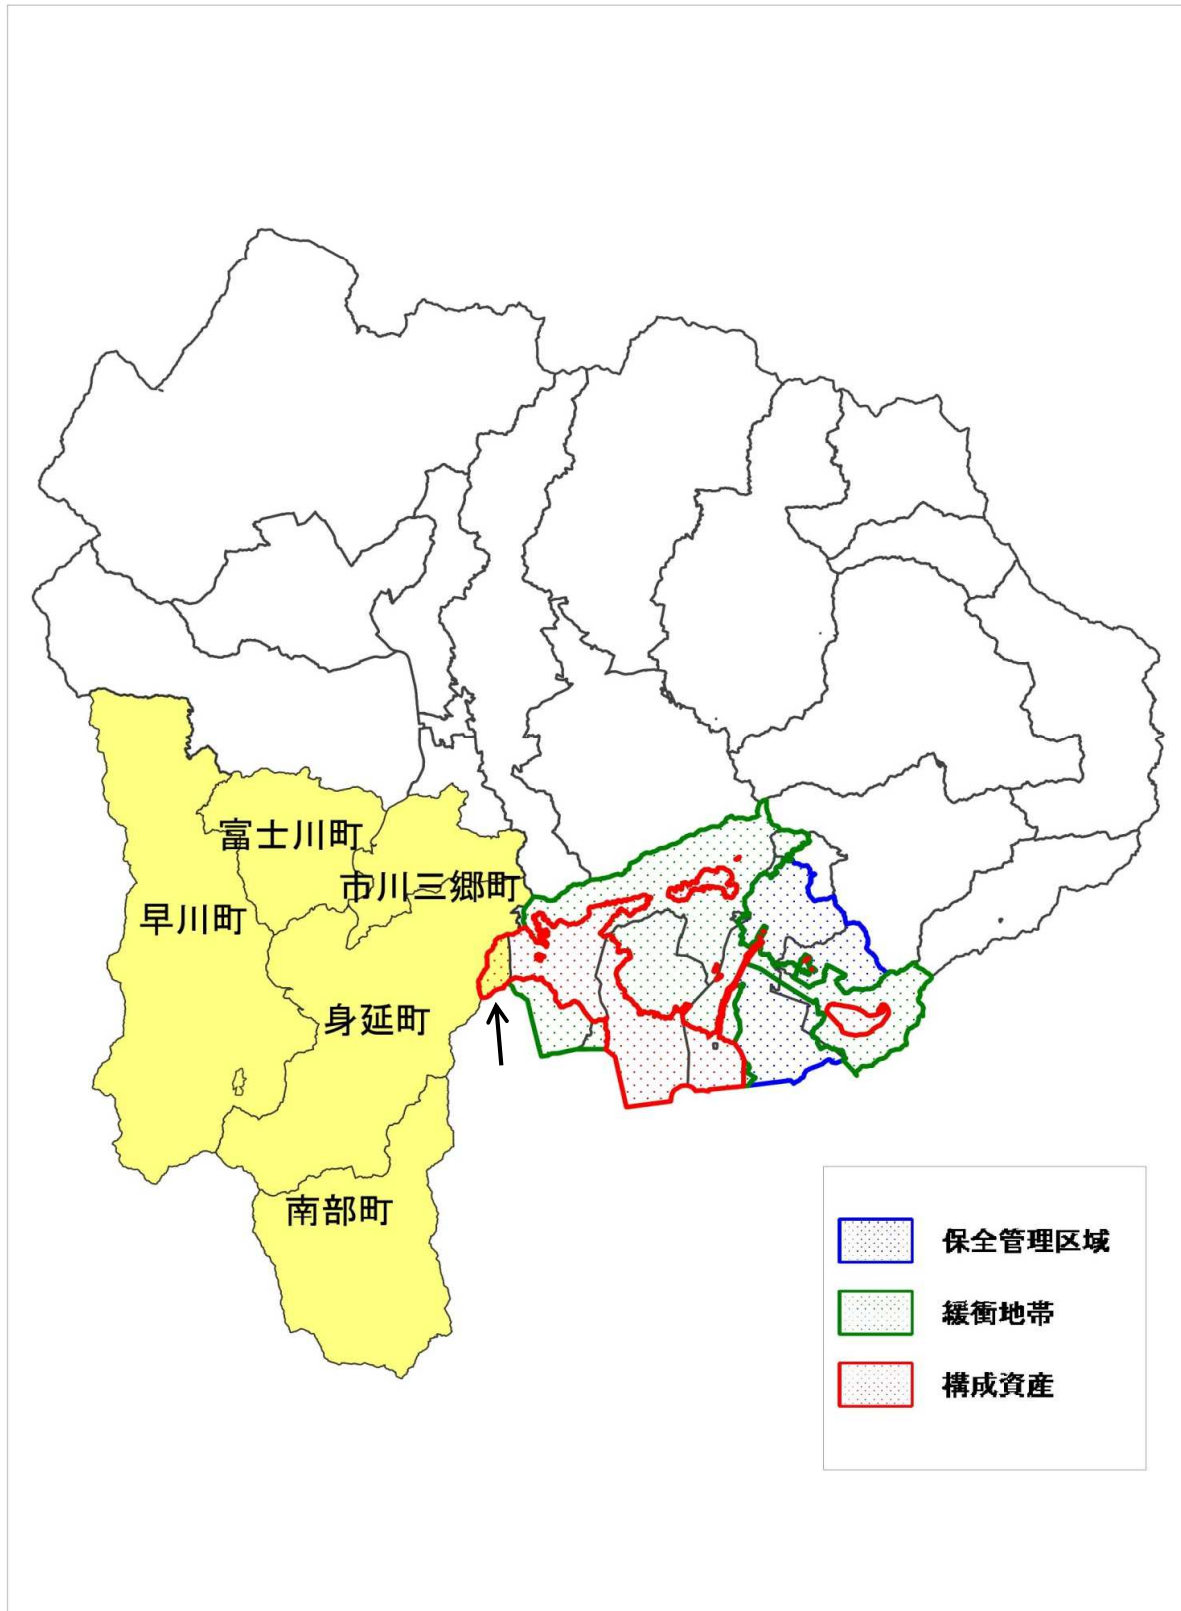 富士川町
市川三郷町
早川町
身延町
南部町
保全管理区域
緩衝地帯
構成資産